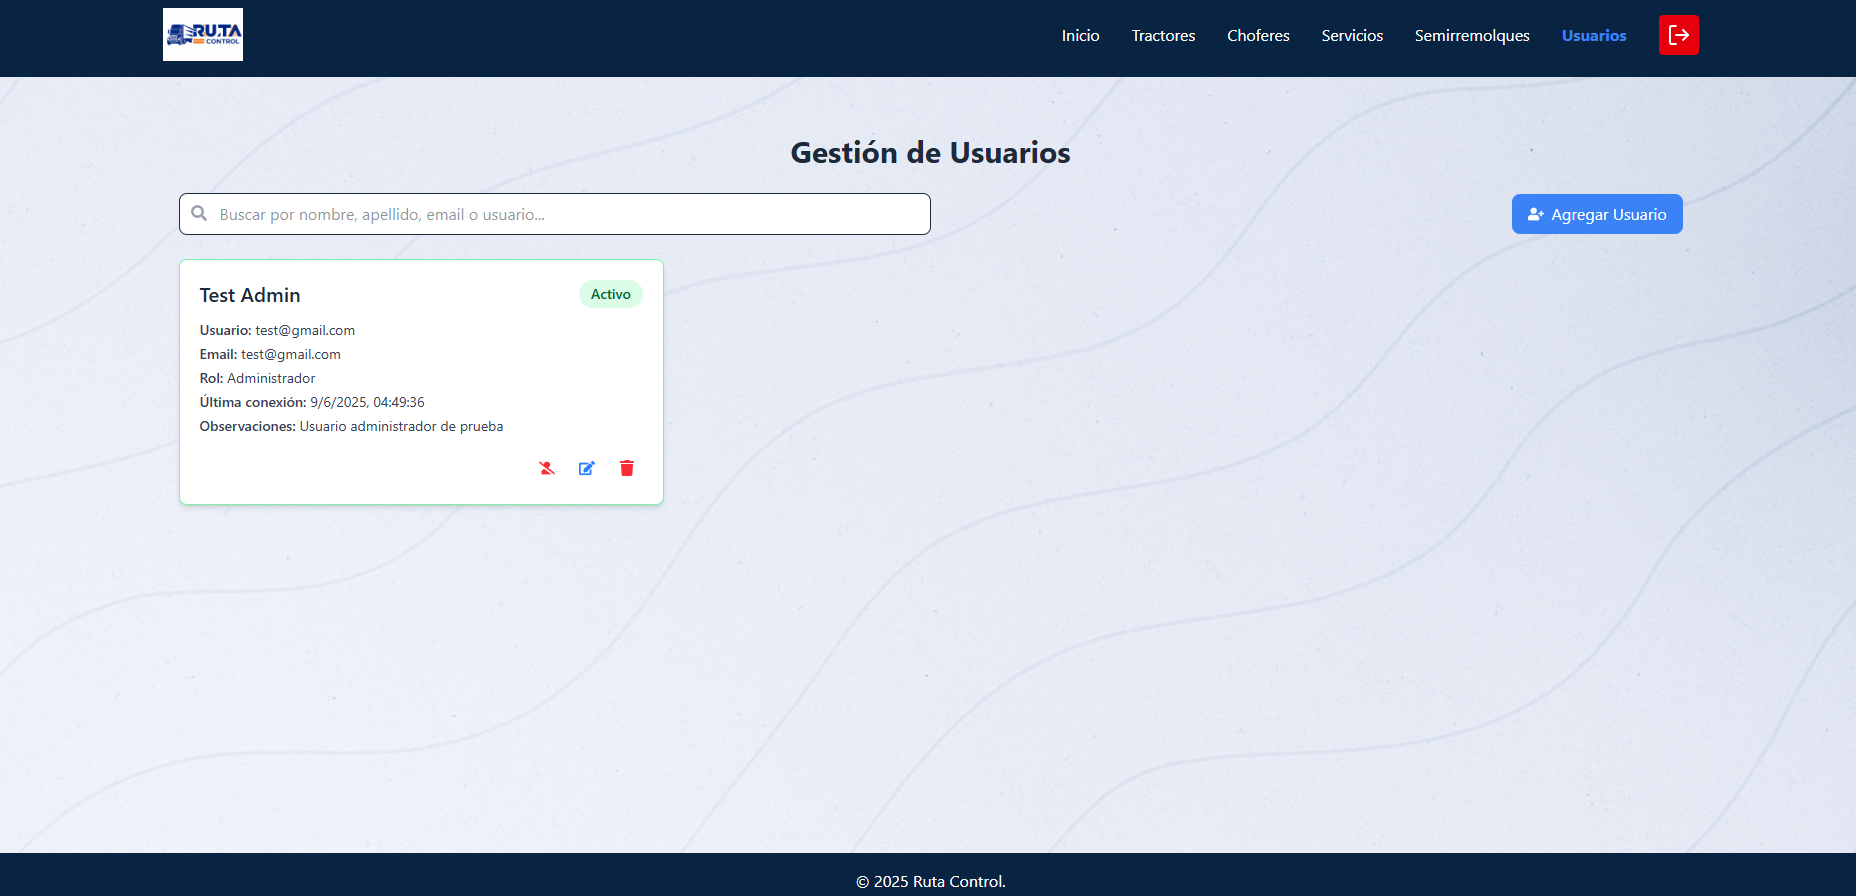 RUTA
CONTROL
Inicio
Tractores
Choferes
Servicios
Semirremolques
Usuarios
Gestión de Usuarios
Buscar por nombre, apellido, email o usuario...
Agregar Usuario
Test Admin
Activo
Usuario: test@gmail.com
Email: test@gmail.com
Rol: Administrador
Última conexión: 9/6/2025, 04:49:36
Observaciones: Usuario administrador de prueba
© 2025 Ruta Control.